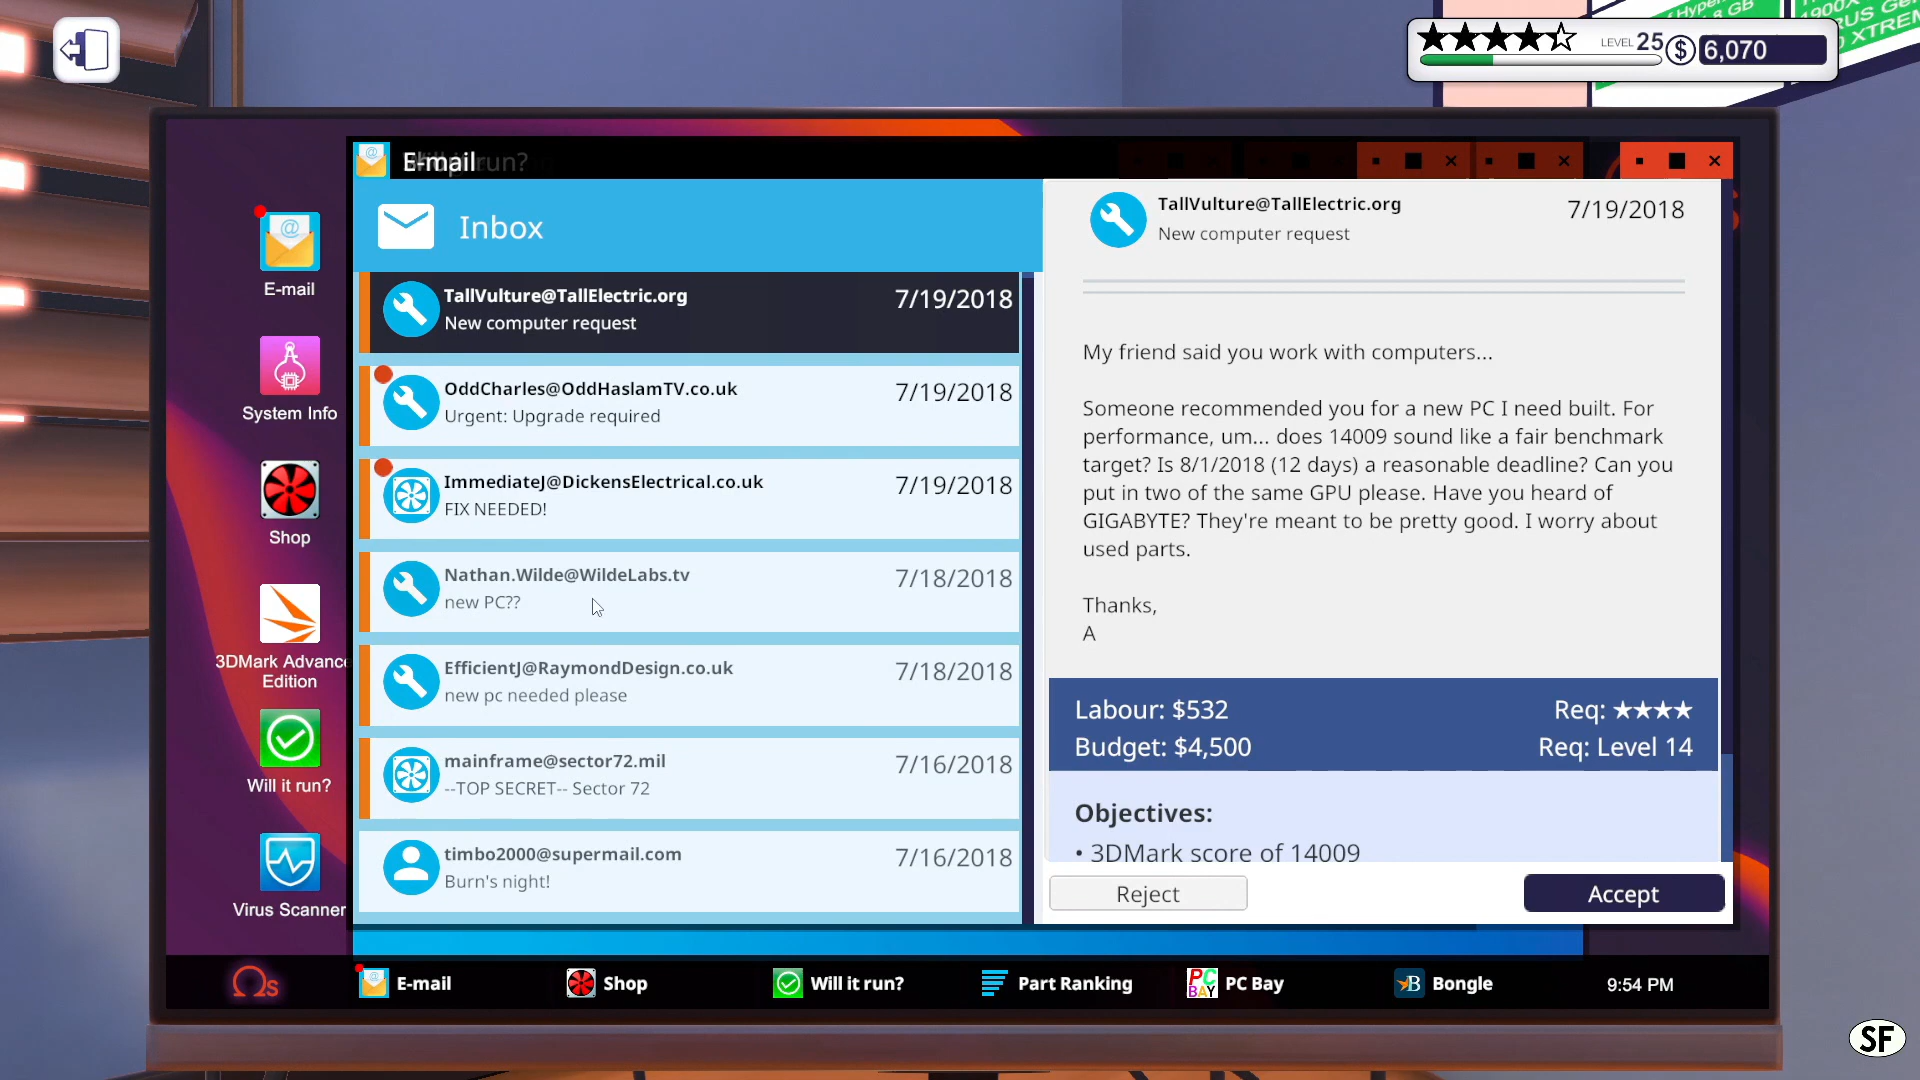 LEVEL 25 $ 6,070
E-mail
E-mail
System Info
Shop
3DMark Advanc
Edition
Will it run?
Virus Scanner
Inbox
TallVulture@TallElectric.org 7/19/2018
New computer request
OddCharles@OddHaslamTV.co.uk 7/19/2018
Urgent: Upgrade required
ImmediateJ@DickensElectrical.co.uk 7/19/2018
FIX NEEDED!
Nathan.Wilde@WildeLabs.tv 7/18/2018
new PC??
EfficientJ@RaymondDesign.co.uk 7/18/2018
new pc needed please
mainframe@sector72.mil 7/16/2018
--TOP SECRET-- Sector 72
timbo2000@supermail.com 7/16/2018
Burn's night!
TallVulture@TallElectric.org 7/19/2018
New computer request
My friend said you work with computers...
Someone recommended you for a new PC I need built. For
performance, um... does 14009 sound like a fair benchmark
target? Is 8/1/2018 (12 days) a reasonable deadline? Can you
put in two of the same GPU please. Have you heard of
GIGABYTE? They're meant to be pretty good. I worry about
used parts.
Thanks,
A
Labour: $532 Req: ★★★★
Budget: $4,500 Req: Level 14
Objectives:
• 3DMark score of 14009
Reject Accept
Ωs E-mail Shop Will it run? Part Ranking PC BAY PC Bay B Bongle 9:54 PM
SF